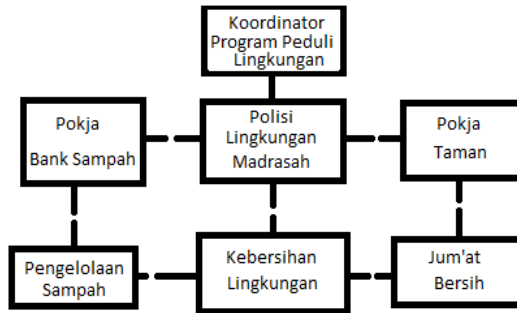 Koordinator
Program Peduli
Lingkungan
Pokja
Bank Sampah
Polisi
Lingkungan
Madrasah
Pokja
Taman
Pengelolaan
Sampah
Kebersihan
Lingkungan
Jum'at
Bersih